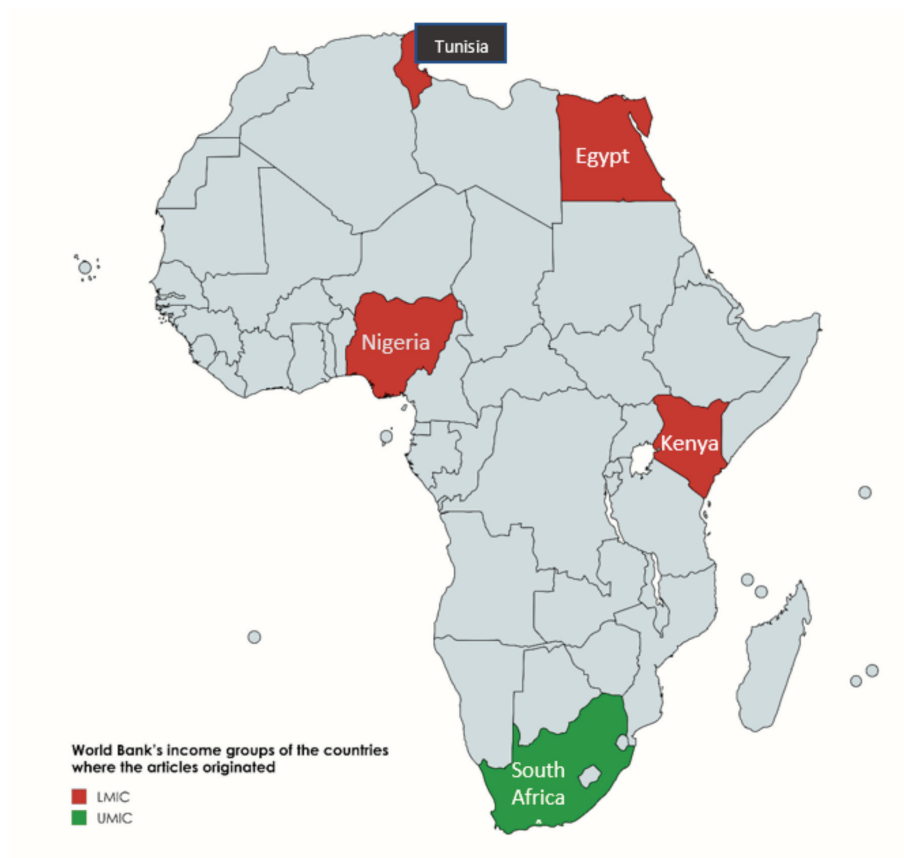 Tunisia
Egypt
Nigeria
Kenya
South
Africa
World Bank's income groups of the countries
where the articles originated
LMIC
UMIC